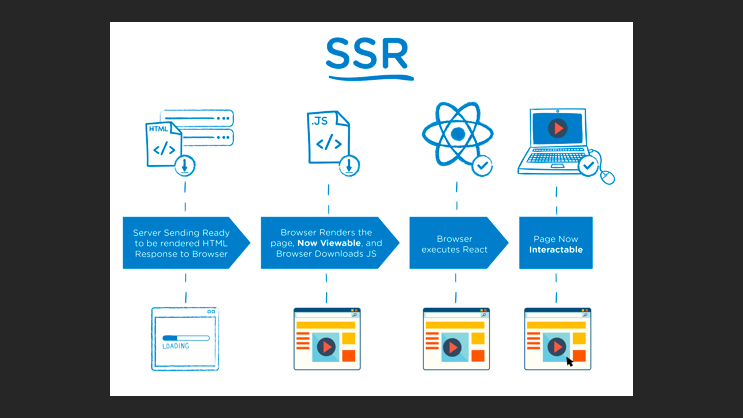 SSR
HTML
</>
.JS
</>
Server Sending Ready
to be rendered HTML
Response to Browser
Browser Renders the
page, Now Viewable, and
Browser Downloads JS
Browser
executes React
Page Now
Interactable
LOADING